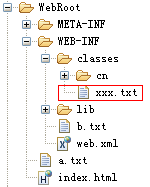 WebRoot
META-INF
WEB-INF
classes
cn
xxx.txt
lib
b.txt
web.xml
a.txt
index.html